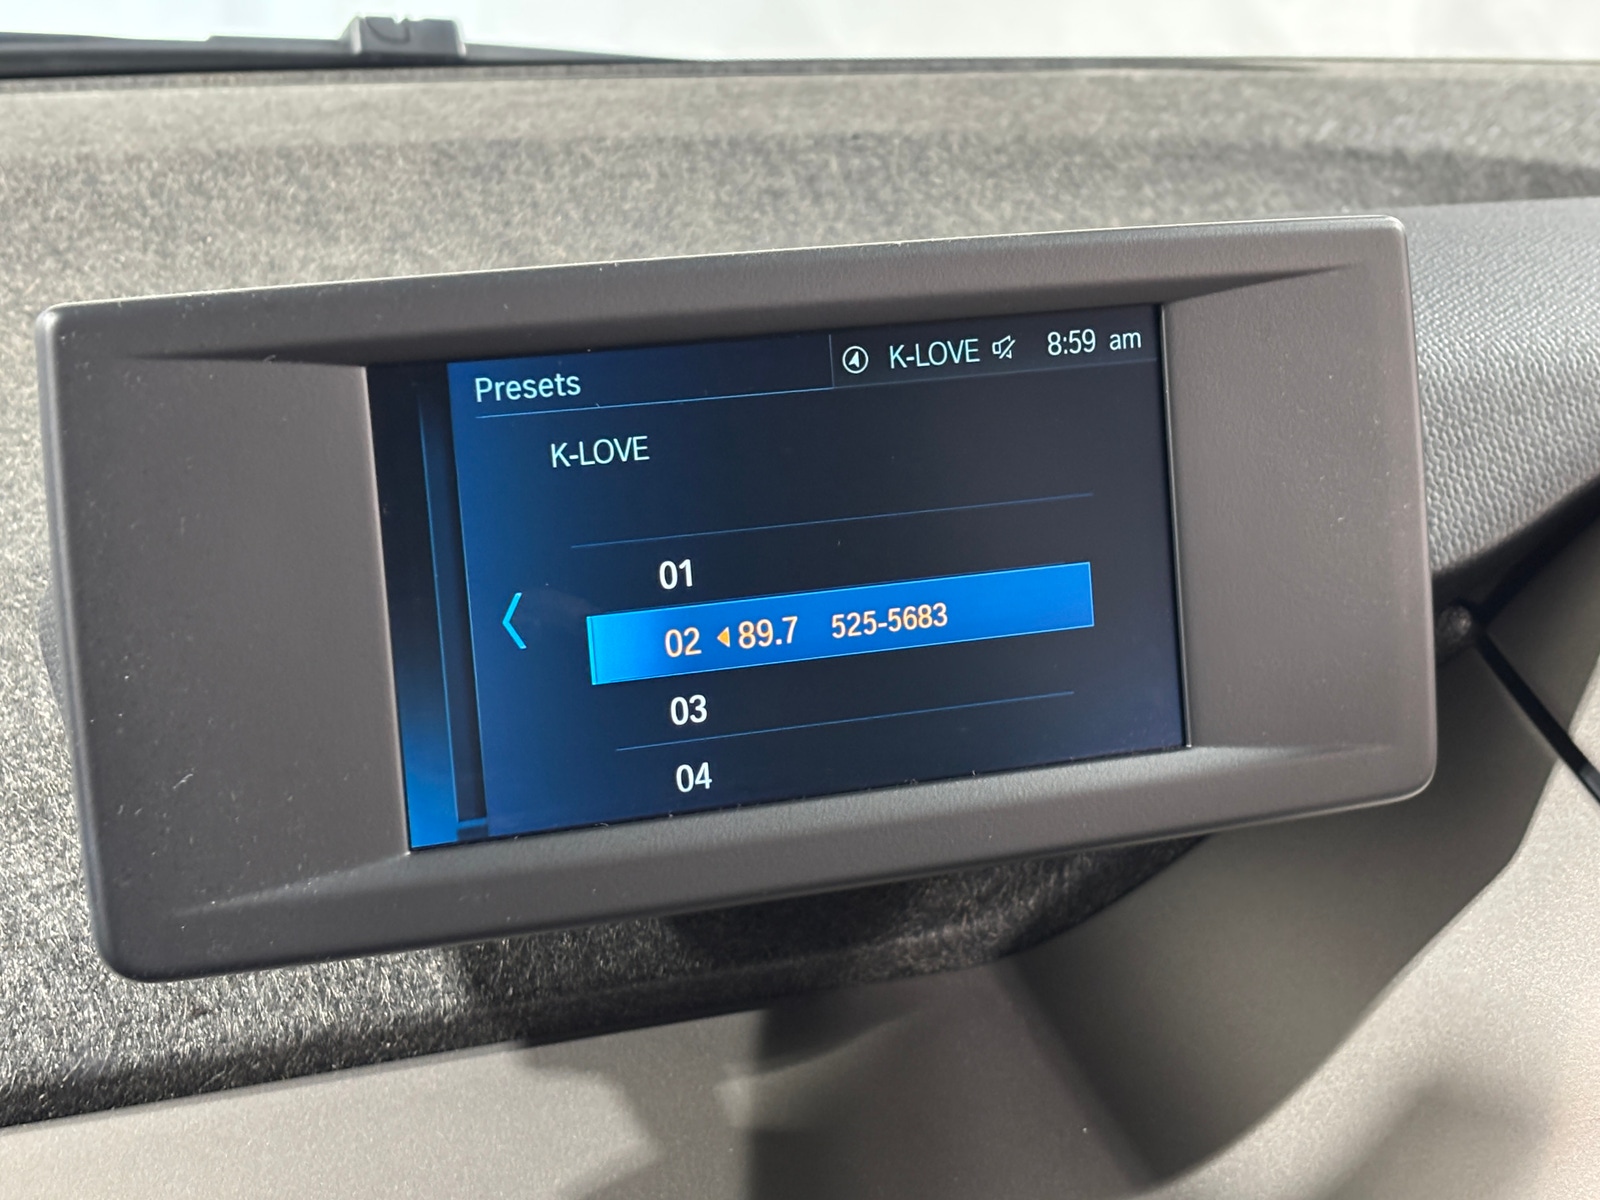 Presets
K-LOVE 8:59 am
K-LOVE
01
02 89.7 525-5683
03
04